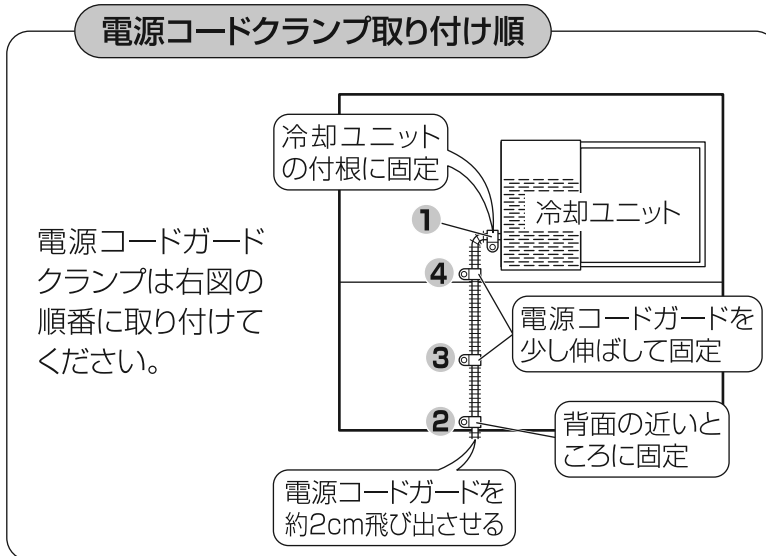 電源コードクランプ取り付け順
電源コードガード
クランプは右図の
順番に取り付けて
ください。
冷却ユニット
の付根に固定
冷却ユニット
1
4
電源コードガードを
少し伸ばして固定
3
2
背面の近いと
ころに固定
電源コードガードを
約2cm飛び出させる